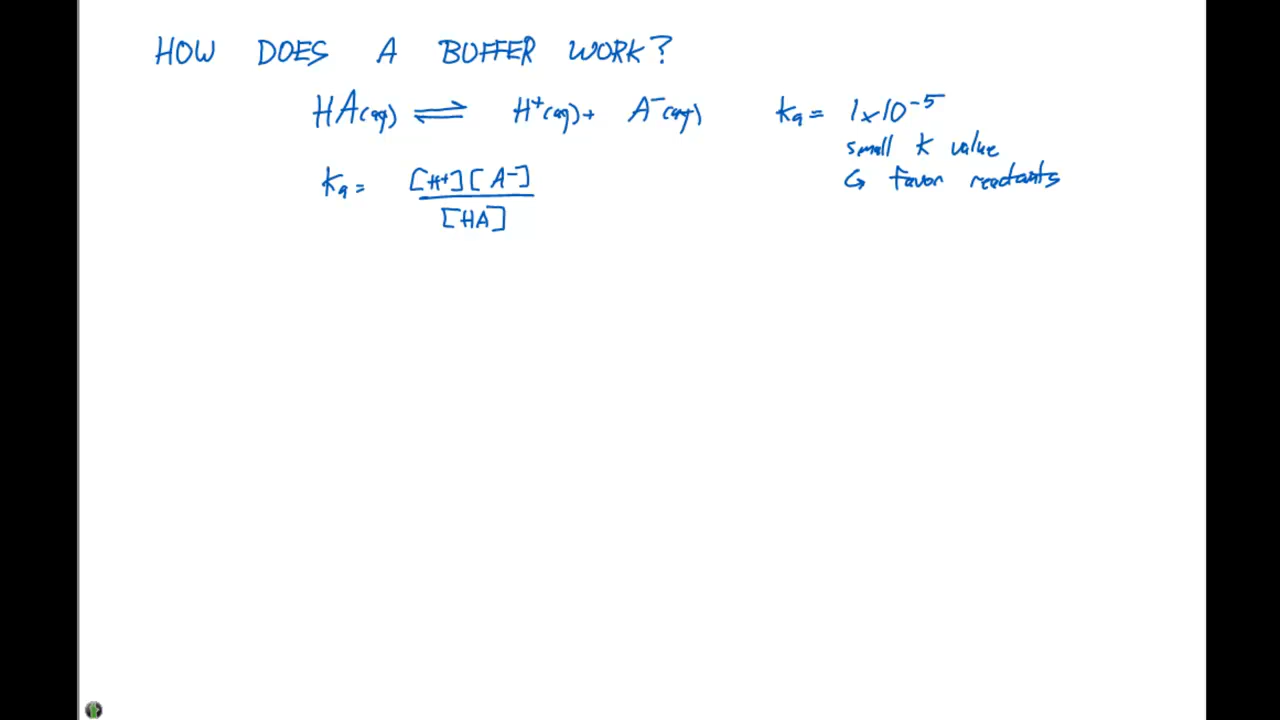 HOW DOES A BUFFER WORK?
HA(aq) ⇌ H⁺(aq) + A⁻(aq) Ka = 1x10⁻⁵
small K value
↳ favor reactants
Ka = [H⁺][A⁻]
[HA]